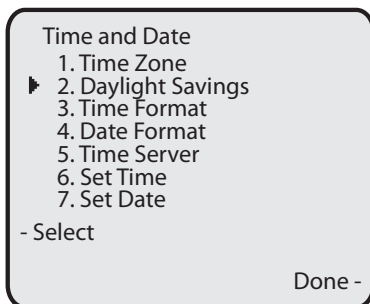 Time and Date
1. Time Zone
2. Daylight Savings
3. Time Format
4. Date Format
5. Time Server
6. Set Time
7. Set Date
- Select
Done -